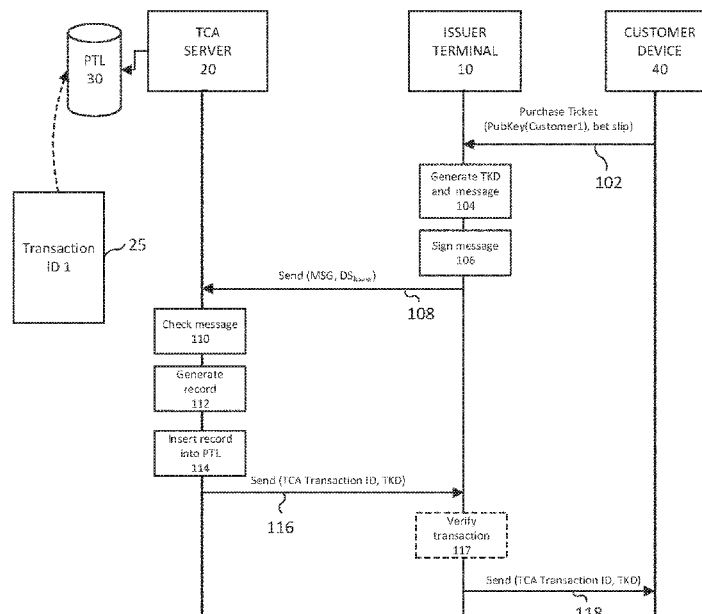 PTL
30
TCA
SERVER
20
ISSUER
TERMINAL
10
CUSTOMER
DEVICE
40
Purchase Ticket
(PubKey(Customer1), bet slip)
102
Generate TKD
and message
104
Transaction
ID 1
25
Sign message
106
Send (MSG, DS
108
Check message
110
Generate
record
112
Insert record
into PTL
114
Send (TCA Transaction ID, TKD)
116
Verify
transaction
117
Send (TCA Transaction ID, TKD)
118